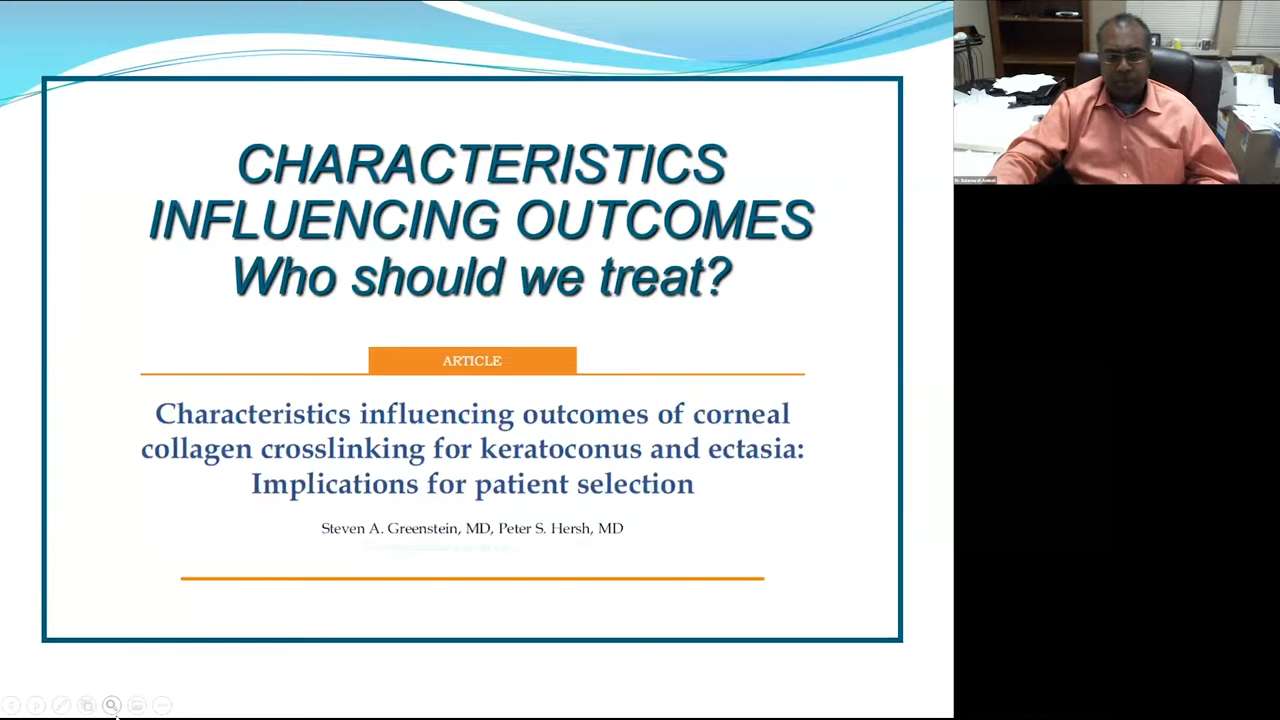 CHARACTERISTICS
INFLUENCING OUTCOMES
Who should we treat?
ARTICLE
Characteristics influencing outcomes of corneal
collagen crosslinking for keratoconus and ectasia:
Implications for patient selection
Steven A. Greenstein, MD, Peter S. Hersh, MD